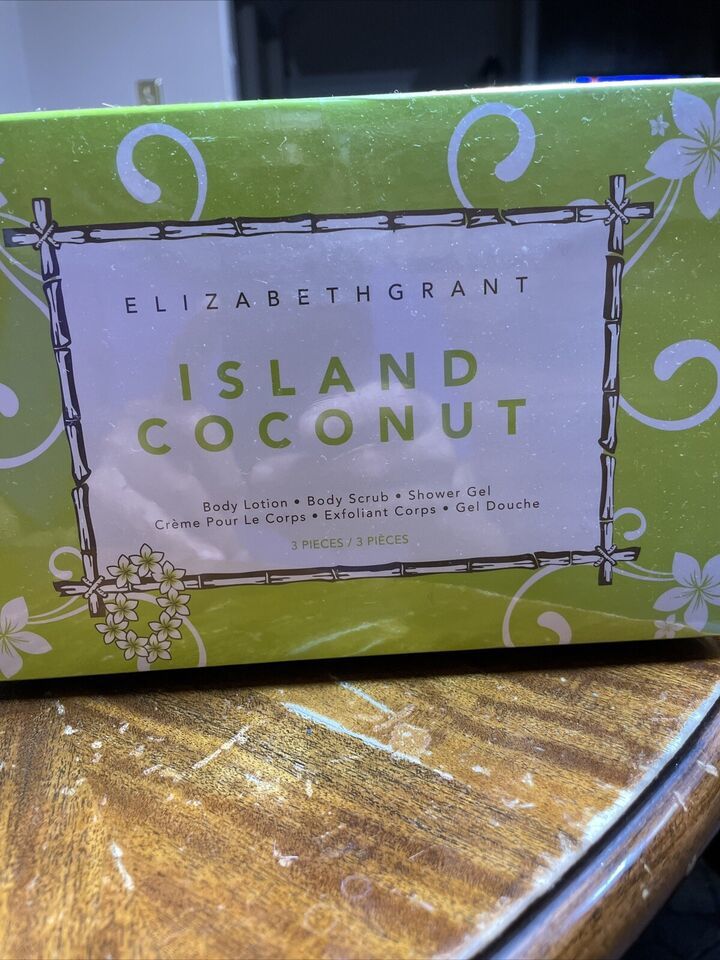 ELIZABETHGRANT
ISLAND
COCONUT
Body Lotion • Body Scrub • Shower Gel
Crème Pour Le Corps • Exfoliant Corps • Gel Douche
3 PIECES / 3 PIÈCES